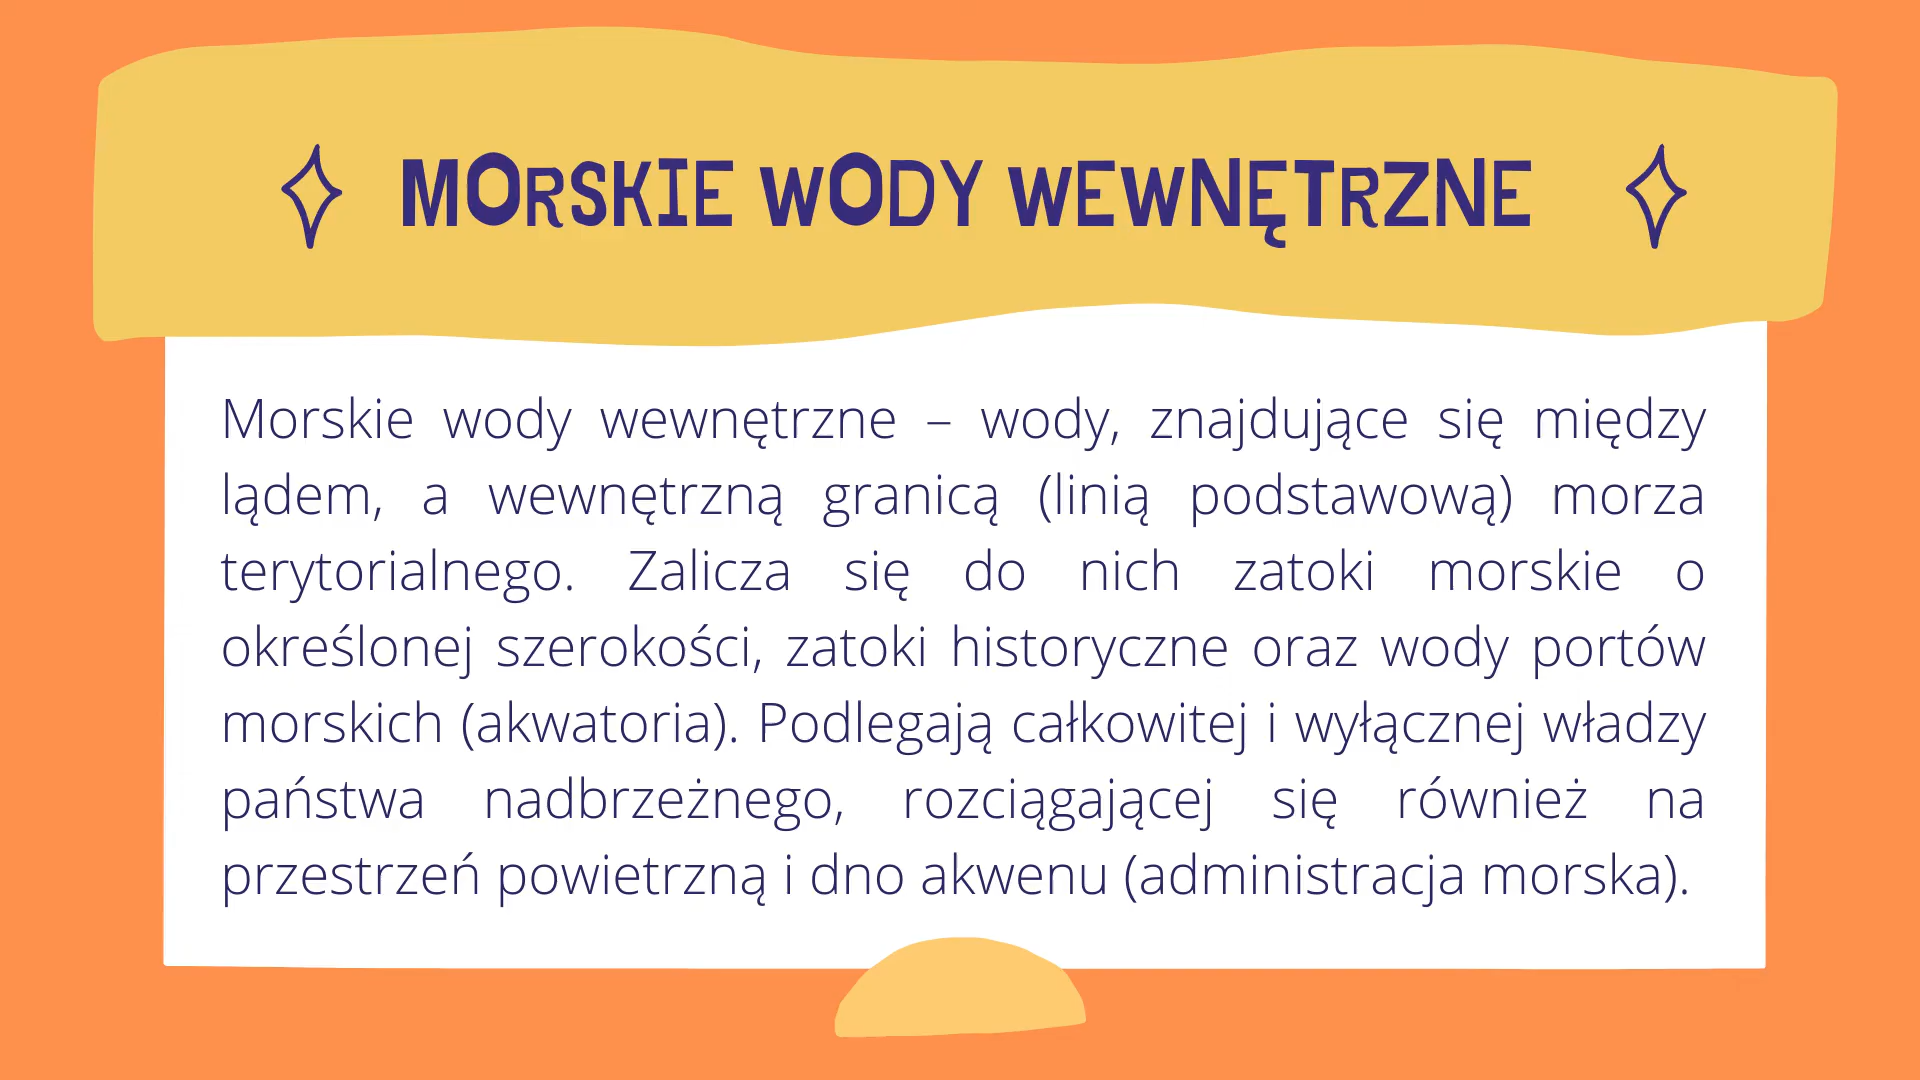 MORSKIE WODY WEWNĘTRZNE
Morskie wody wewnętrzne – wody, znajdujące się między
lądem, a wewnętrzną granicą (linią podstawową) morza
terytorialnego. Zalicza się do nich zatoki morskie o
określonej szerokości, zatoki historyczne oraz wody portów
morskich (akwatoria). Podlegają całkowitej i wyłącznej władzy
państwa nadbrzeżnego, rozciągającej się również na
przestrzeń powietrzną i dno akwenu (administracja morska).